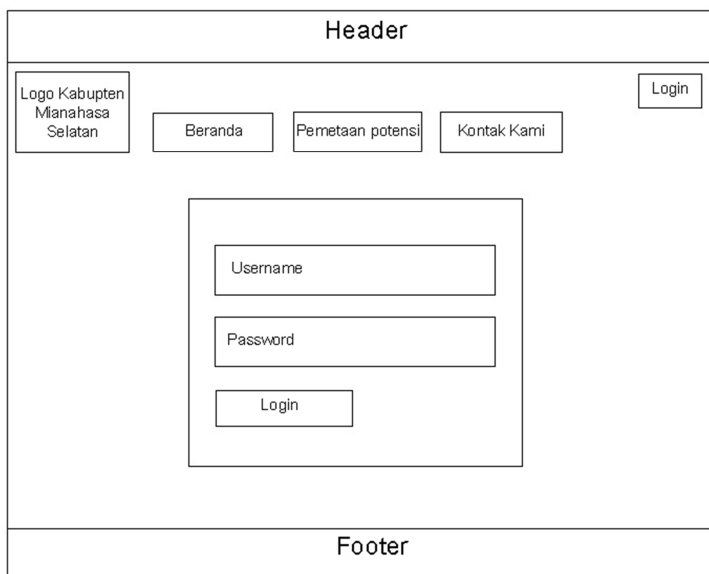 Header
Logo Kabupten
Mianahasa
Selatan
Login
Beranda
Pemetaan potensi
Kontak Kami
Username
Password
Login
Footer